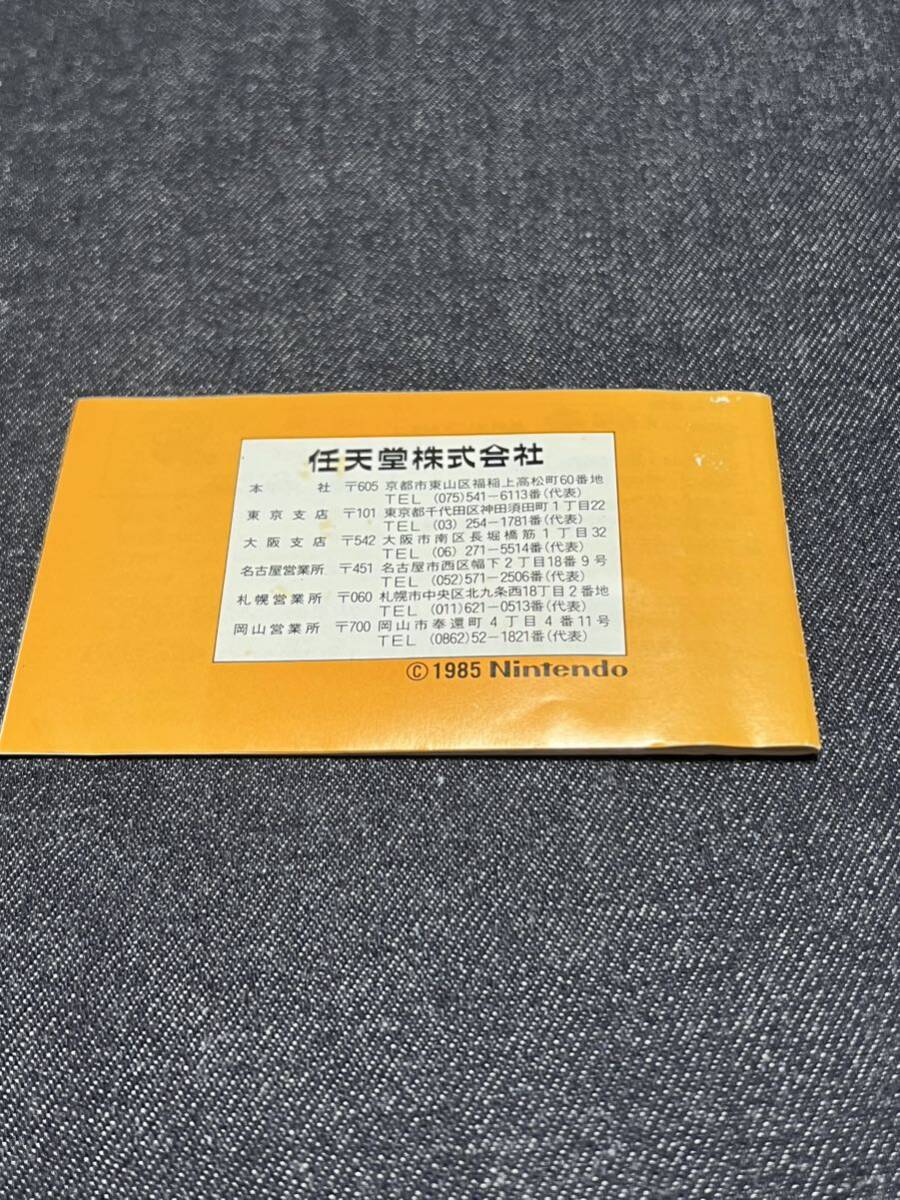 任天堂株式会社
本社 〒605 京都市東山区福稲上高松町60番地
TEL (075)541-6113番(代表)
東京支店 〒101 東京都千代田区神田須田町1丁目22
TEL (03) 254-1781番(代表)
大阪支店 〒542 大阪市南区長堀橋筋1丁目32
TEL (06) 271-5514番(代表)
名古屋営業所 〒451 名古屋市西区幅下2丁目18番9号
TEL (052)571-2506番(代表)
札幌営業所 〒060 札幌市中央区北九条西18丁目2番地
TEL (011)621-0513番(代表)
岡山営業所 〒700 岡山市奉還町4丁目4番11号
TEL (0862)52-1821番(代表)
©1985 Nintendo